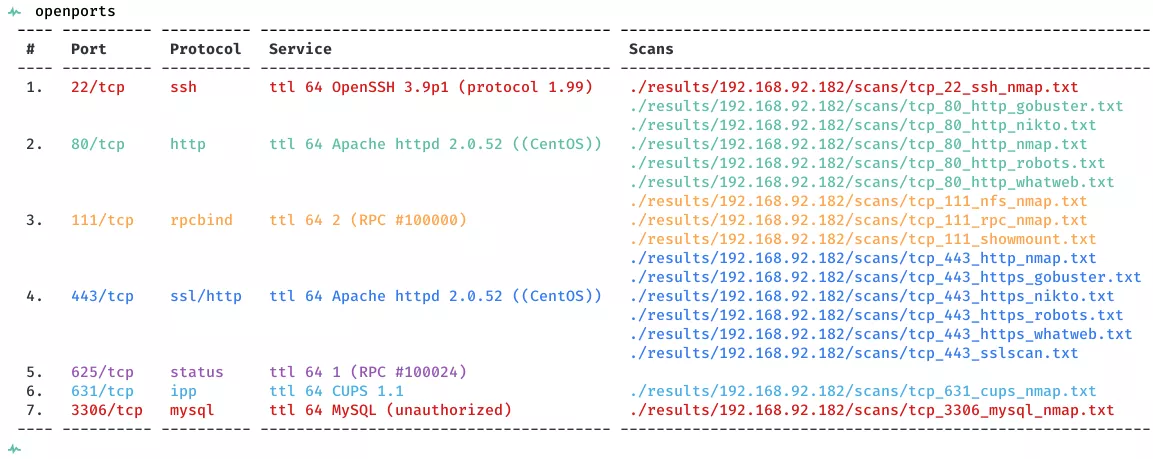 openports
---- ---------- ---------- --------------------------------------- -----------------------------------------------------------
# Port Protocol Service Scans
---- ---------- ---------- --------------------------------------- -----------------------------------------------------------
1. 22/tcp ssh ttl 64 OpenSSH 3.9p1 (protocol 1.99) ./results/192.168.92.182/scans/tcp_22_ssh_nmap.txt
./results/192.168.92.182/scans/tcp_80_http_gobuster.txt
./results/192.168.92.182/scans/tcp_80_http_nikto.txt
2. 80/tcp http ttl 64 Apache httpd 2.0.52 ((CentOS)) ./results/192.168.92.182/scans/tcp_80_http_nmap.txt
./results/192.168.92.182/scans/tcp_80_http_robots.txt
./results/192.168.92.182/scans/tcp_80_http_whatweb.txt
./results/192.168.92.182/scans/tcp_111_nfs_nmap.txt
3. 111/tcp rpcbind ttl 64 2 (RPC #100000) ./results/192.168.92.182/scans/tcp_111_rpc_nmap.txt
./results/192.168.92.182/scans/tcp_111_showmount.txt
./results/192.168.92.182/scans/tcp_443_http_nmap.txt
./results/192.168.92.182/scans/tcp_443_https_gobuster.txt
4. 443/tcp ssl/http ttl 64 Apache httpd 2.0.52 ((CentOS)) ./results/192.168.92.182/scans/tcp_443_https_nikto.txt
./results/192.168.92.182/scans/tcp_443_https_robots.txt
./results/192.168.92.182/scans/tcp_443_https_whatweb.txt
./results/192.168.92.182/scans/tcp_443_sslscan.txt
5. 625/tcp status ttl 64 1 (RPC #100024)
6. 631/tcp ipp ttl 64 CUPS 1.1 ./results/192.168.92.182/scans/tcp_631_cups_nmap.txt
7. 3306/tcp mysql ttl 64 MySQL (unauthorized) ./results/192.168.92.182/scans/tcp_3306_mysql_nmap.txt
---- ---------- ---------- --------------------------------------- -----------------------------------------------------------